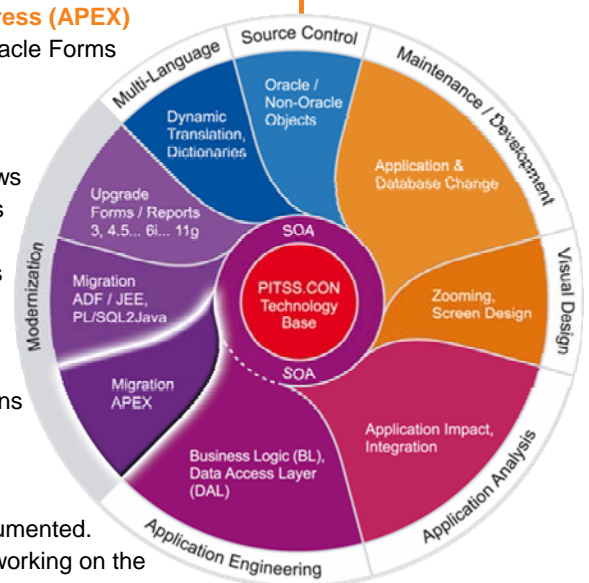 ress (APEX)
acle Forms
ws
s
s
ns
umented.
working on the
Multi-Language
Source Control
Maintenance / Development
Visual Design
Application Analysis
Application Engineering
Modernization
Dynamic
Translation,
Dictionaries
Oracle /
Non-Oracle
Objects
Application &
Database Change
Zooming,
Screen Design
Application Impact,
Integration
Business Logic (BL),
Data Access Layer
(DAL)
Migration
APEX
Migration
ADF / JEE,
PL/SQL2Java
Upgrade
Forms / Reports
3, 4.5... 6i... 11g
SOA
PITSS.CON
Technology
Base
SOA